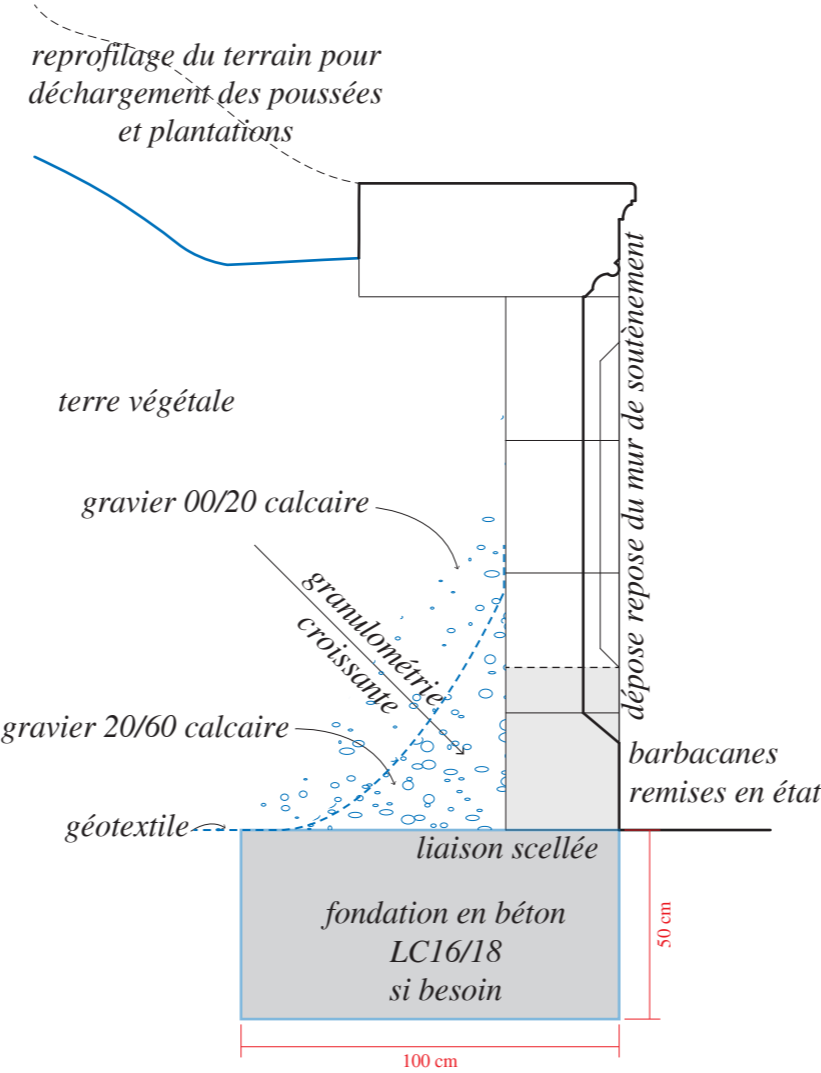 reprofilage du terrain pour
déchargement des poussées
et plantations
terre végétale
gravier 00/20 calcaire
granulométrie
croissante
dépose repose du mur de soutènement
gravier 20/60 calcaire
barbacanes
remises en état
géotextile
liaison scellée
fondation en béton
LC16/18
si besoin
50 cm
100 cm